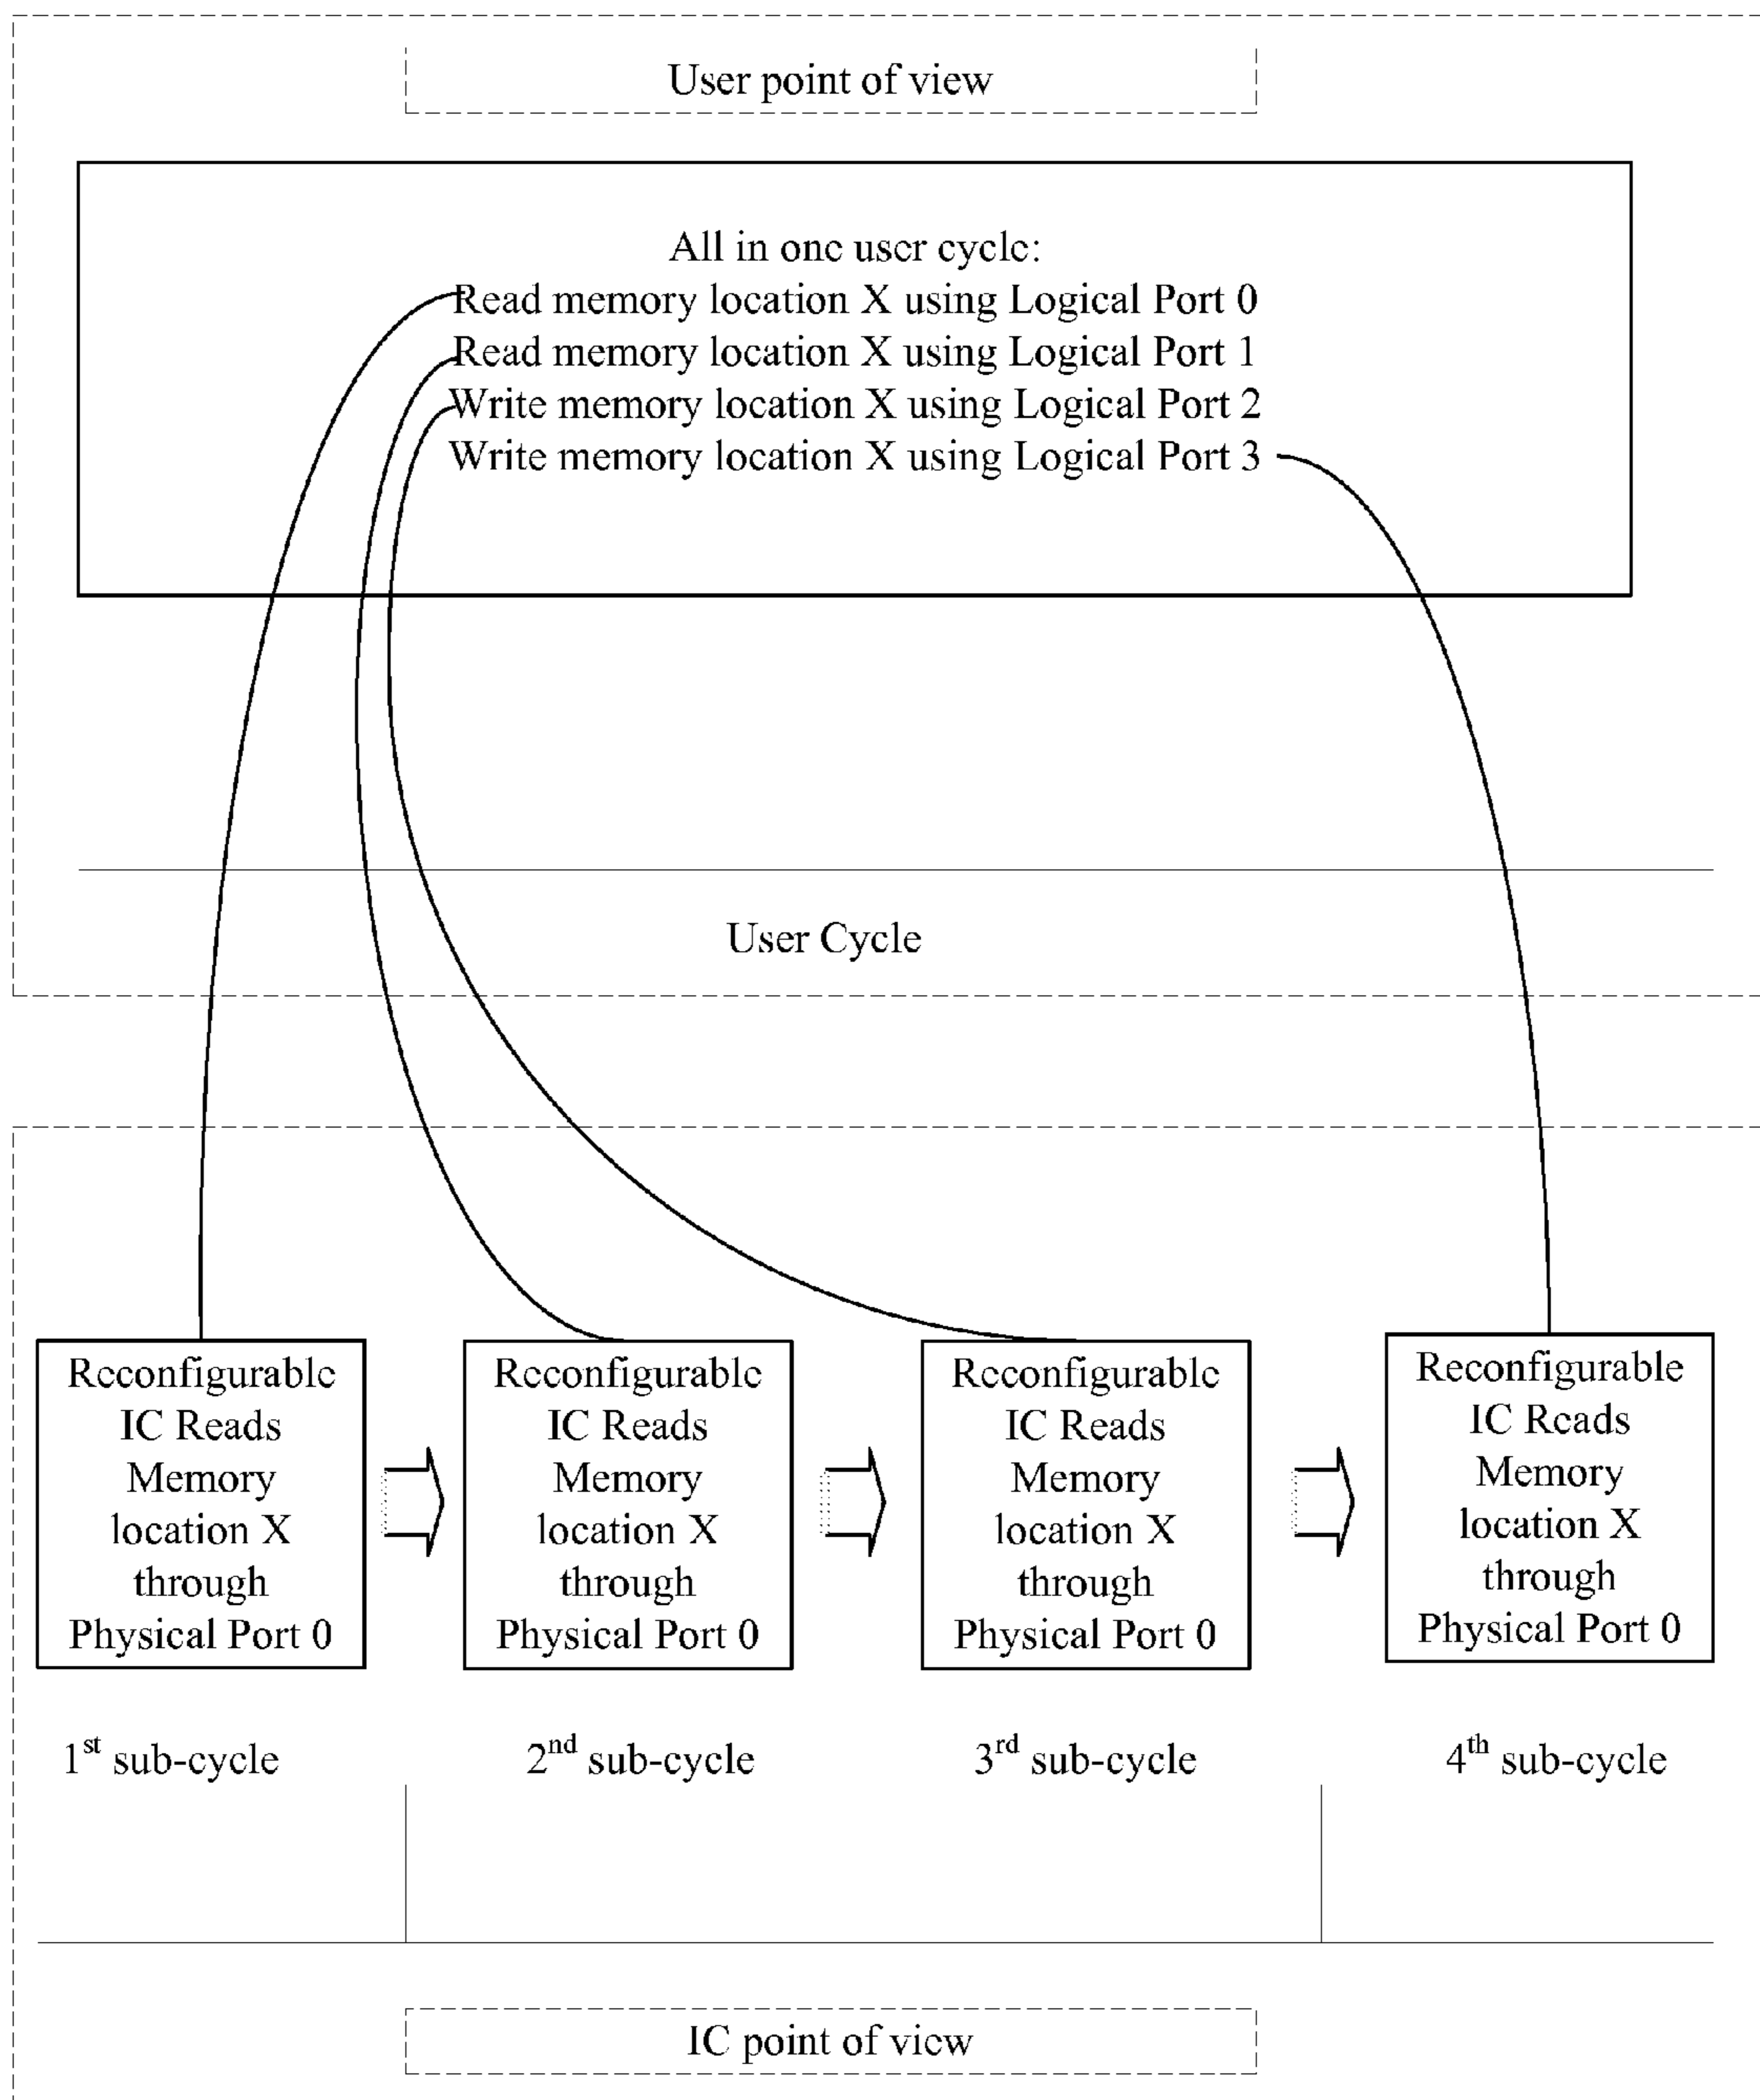 User point of view
All in one user cycle:
Read memory location X using Logical Port 0
Read memory location X using Logical Port 1
Write memory location X using Logical Port 2
Write memory location X using Logical Port 3
User Cycle
Reconfigurable
IC Reads
Memory
location X
through
Physical Port 0
Reconfigurable
IC Reads
Memory
location X
through
Physical Port 0
Reconfigurable
IC Reads
Memory
location X
through
Physical Port 0
Reconfigurable
IC Reads
Memory
location X
through
Physical Port 0
1st sub-cycle
2nd sub-cycle
3rd sub-cycle
4th sub-cycle
IC point of view